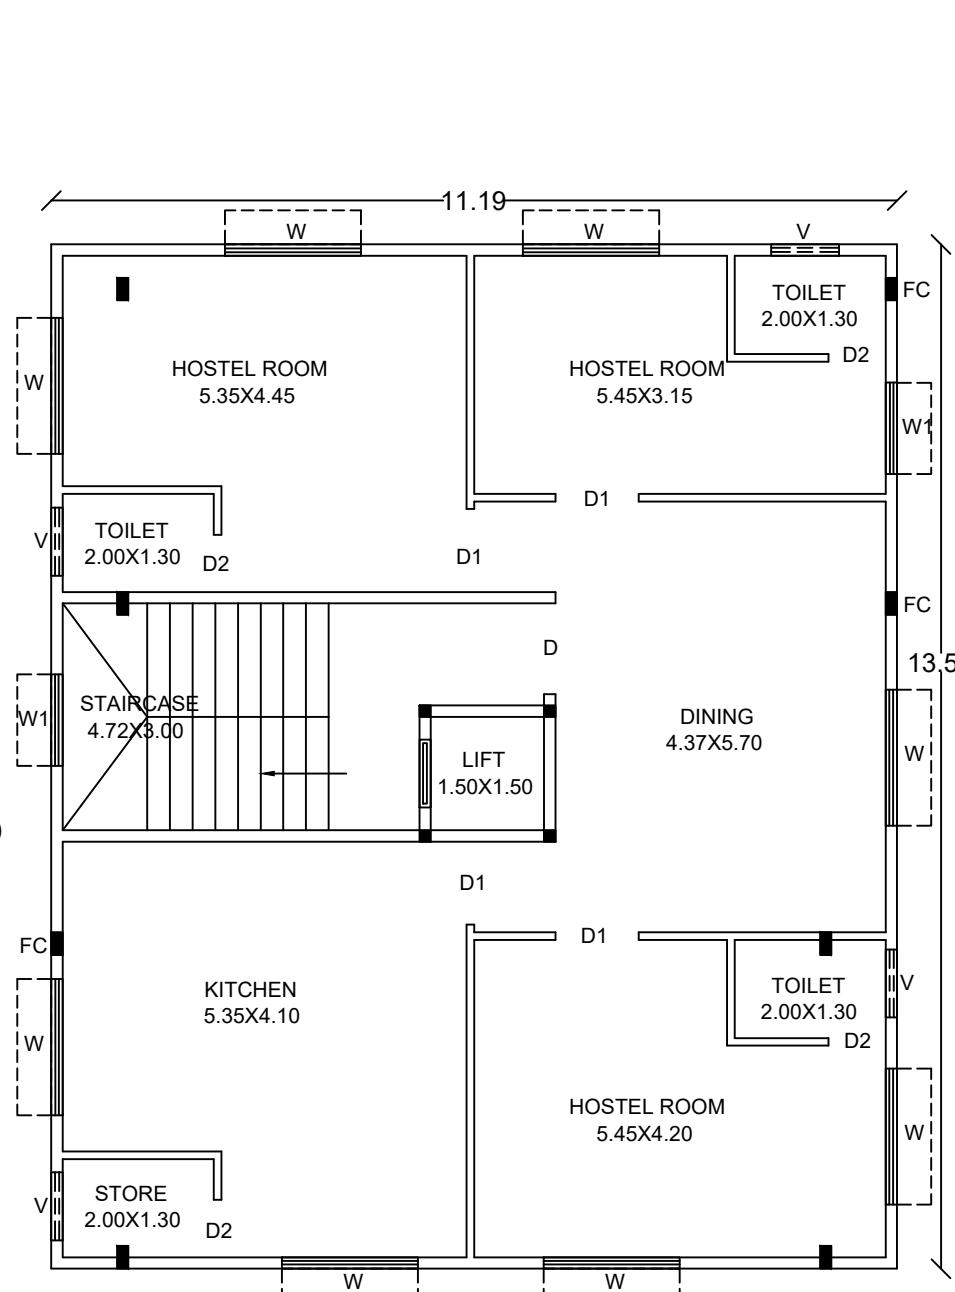 11.19
W
W
V
TOILET
2.00X1.30
FC
D2
HOSTEL ROOM
5.35X4.45
HOSTEL ROOM
5.45X3.15
W
W1
D1
TOILET
2.00X1.30
V
D2
D1
FC
D
13.5
STAIRCASE
4.72X3.00
W1
DINING
4.37X5.70
LIFT
1.50X1.50
W
D1
D1
FC
KITCHEN
5.35X4.10
TOILET
2.00X1.30
V
W
D2
HOSTEL ROOM
5.45X4.20
W
STORE
2.00X1.30
V
D2
W
W